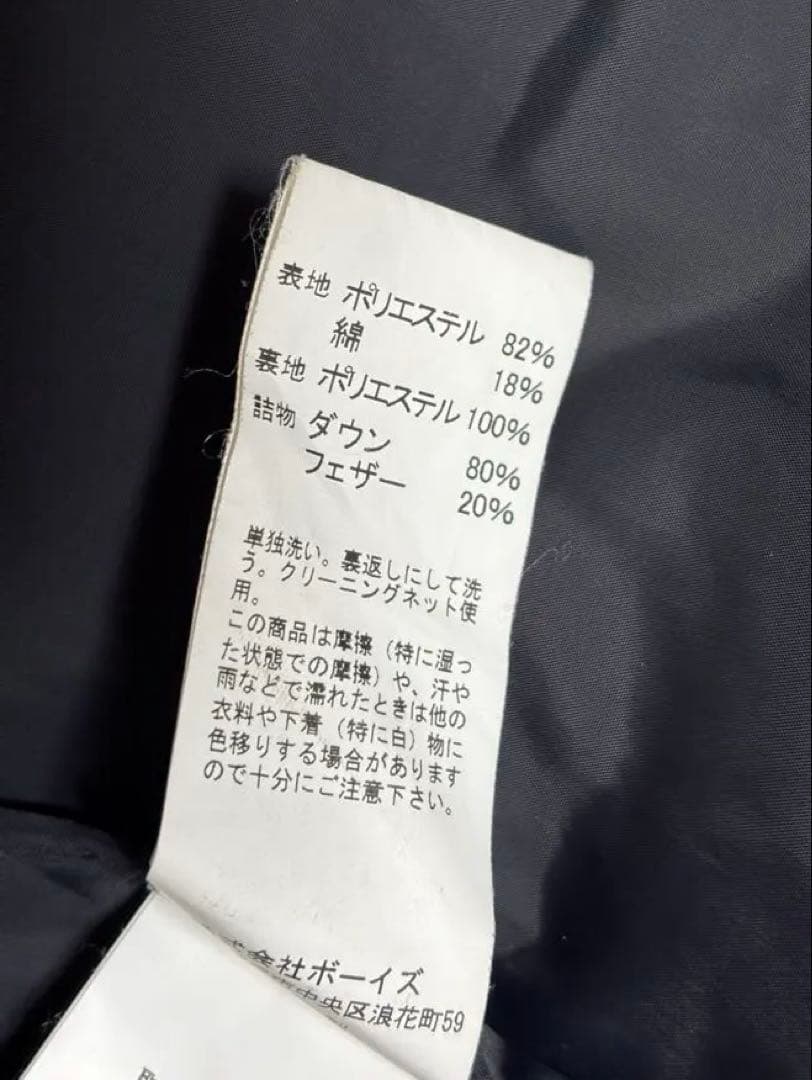 表地 ポリエステル 82%
綿 18%
裏地 ポリエステル 100%
詰物 ダウン 80%
フェザー 20%
単独洗い。裏返しにして洗
う。クリーニングネット使
用。
この商品は摩擦（特に湿っ
た状態での摩擦）や、汗や
雨などで濡れたときは他の
衣料や下着（特に白）物に
色移りする場合があります
ので十分にご注意下さい。
式会社ボーイズ
中央区浪花町59